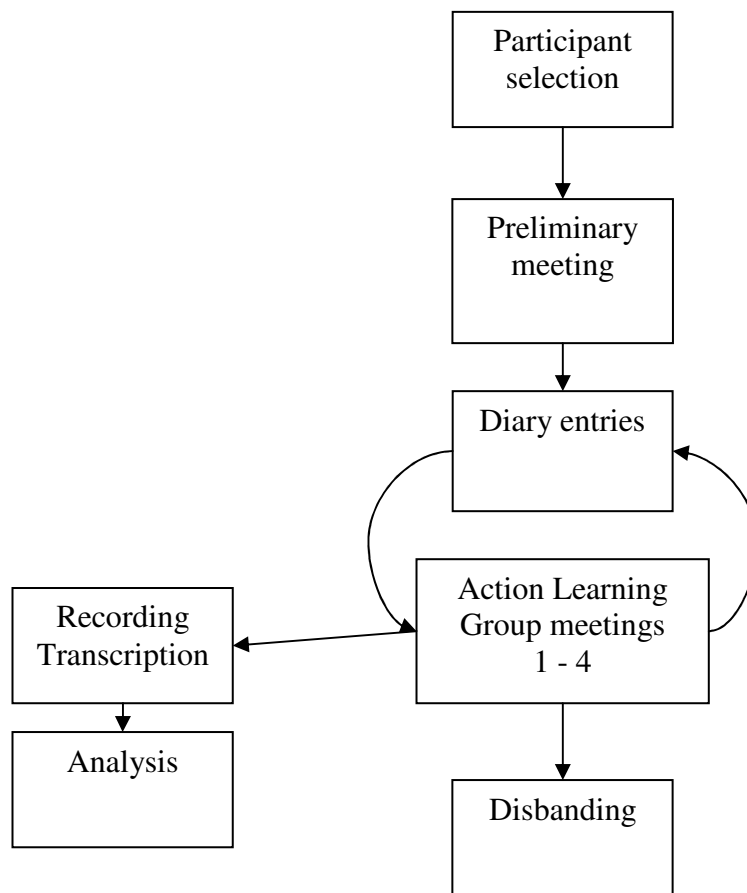 Participant
selection
Preliminary
meeting
Diary entries
Action Learning
Group meetings
1 - 4
Recording
Transcription
Analysis
Disbanding